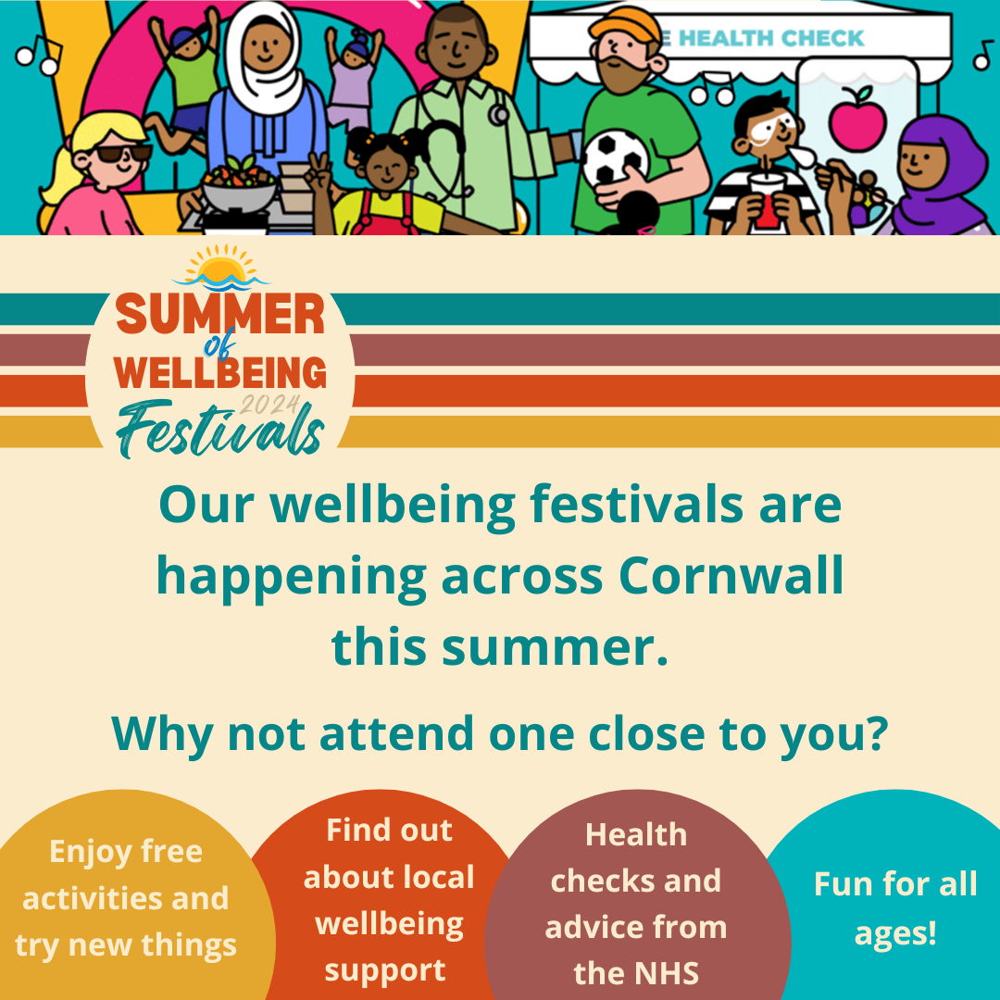 HEALTH CHECK
SUMMER
of
WELLBEING
2024
Festivals
Our wellbeing festivals are
happening across Cornwall
this summer.
Why not attend one close to you?
Enjoy free
activities and
try new things
Find out
about local
wellbeing
support
Health
checks and
advice from
the NHS
Fun for all
ages!